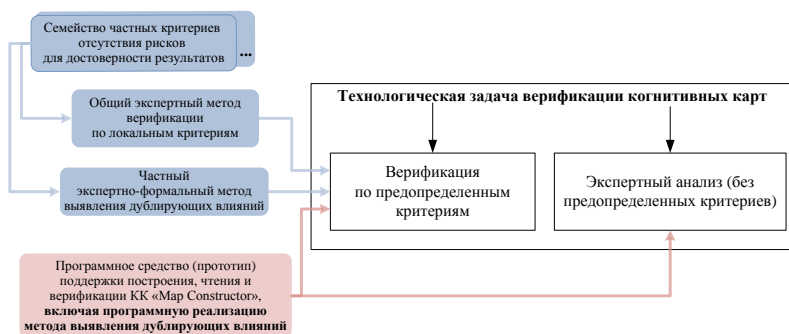 Семейство частных критериев
отсутствия рисков
для достоверности результатов
...
Общий экспертный метод
верификации
по локальным критериям
Частный
экспертно-формальный метод
выявления дублирующих влияний
Технологическая задача верификации когнитивных карт
Верификация
по предопределенным
критериям
Экспертный анализ (без
предопределенных критериев)
Программное средство (прототип)
поддержки построения, чтения и
верификации КК «Map Constructor»,
включая программную реализацию
метода выявления дублирующих влияний